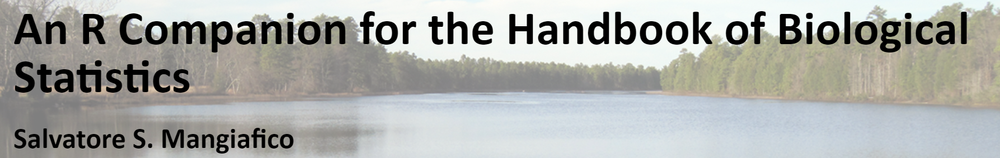 An R Companion for the Handbook of Biological
Statistics
Salvatore S. Mangiafico